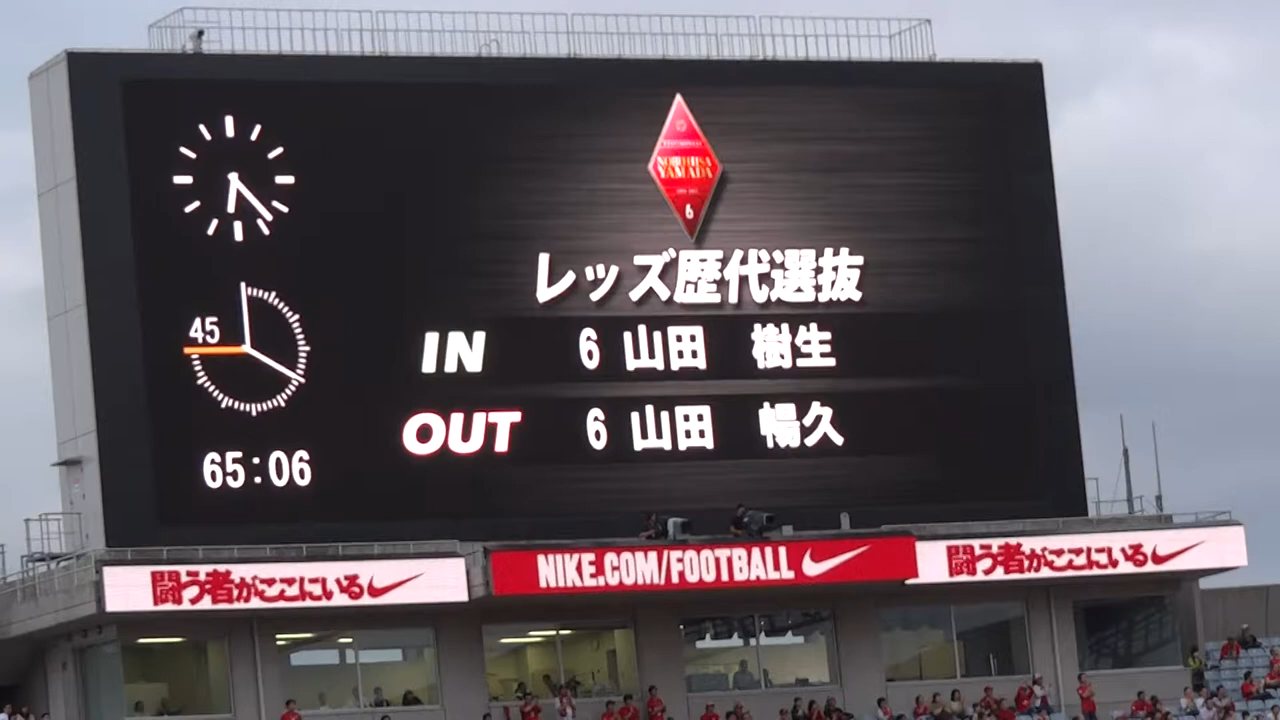 NORIHISA
YAMADA
6
レッズ歴代選抜
IN 6 山田 樹生
OUT 6 山田 暢久
45
65:06
闘う者がここにいる
NIKE.COM/FOOTBALL
闘う者がここにいる